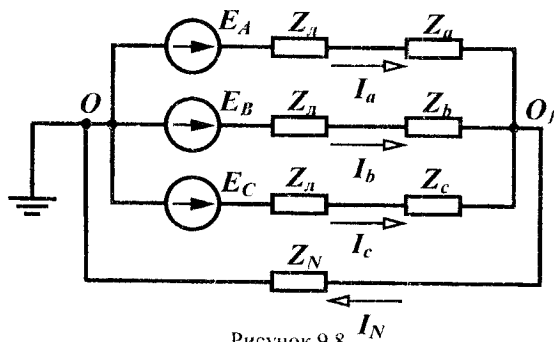 E_A Z_л Z_a
I_a
O E_B Z_л Z_b O_1
I_b
E_C Z_л Z_c
I_c
Z_N
I_N
Рисунок 9.8